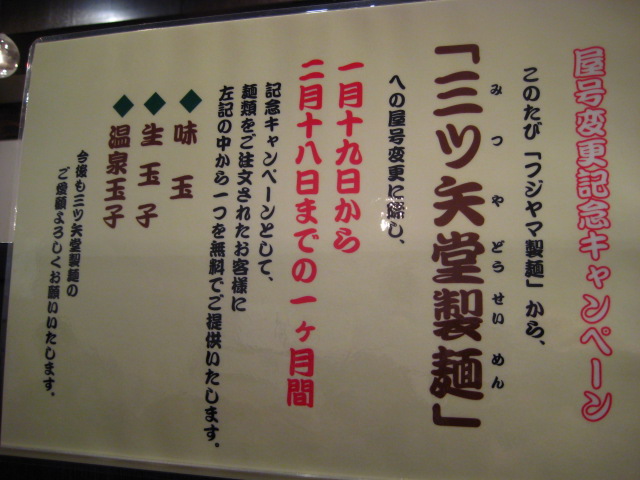 屋号変更記念キャンペーン
このたび「フジヤマ製麺」から、
「三ツ矢堂製麺」
みつやどうせいめん
への屋号変更に際し、
一月十九日から
二月十八日までの一ヶ月間
記念キャンペーンとして、
麺類をご注文されたお客様に
左記の中から一つを無料でご提供いたします。
◆味玉
◆生玉子
◆温泉玉子
今後も三ツ矢堂製麺の
ご愛顧よろしくお願いいたします。